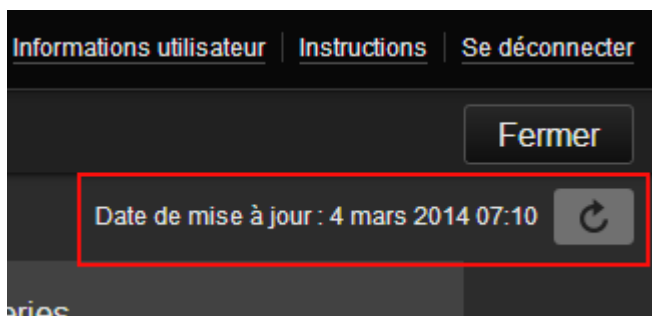 Informations utilisateur Instructions Se déconnecter
Fermer
Date de mise à jour : 4 mars 2014 07:10